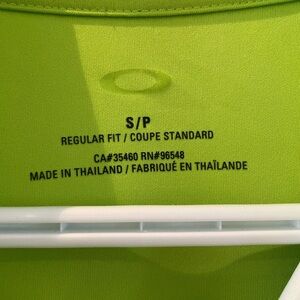 S/P
REGULAR FIT / COUPE STANDARD
CA#35460 RN#96548
MADE IN THAILAND / FABRIQUÉ EN THAÏLANDE